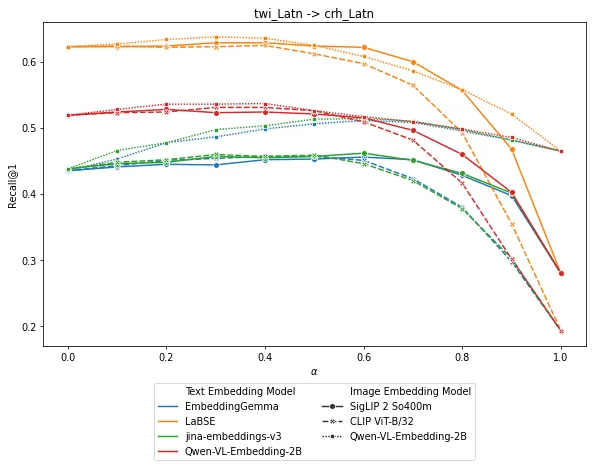 twi_Latn -> crh_Latn
Recall@1
0.6
0.5
0.4
0.3
0.2
0.0 0.2 0.4 0.6 0.8 1.0
α
Text Embedding Model
EmbeddingGemma
LaBSE
jina-embeddings-v3
Qwen-VL-Embedding-2B
Image Embedding Model
SigLIP 2 So400m
CLIP ViT-B/32
Qwen-VL-Embedding-2B